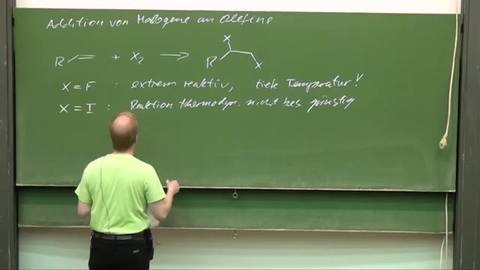 Addition von Halogene an Olefine
R + X₂ → R X X
X = F : extrem reaktiv, tiefe Temperatur!
X = I : Reaktion thermodyn. nicht bes. günstig